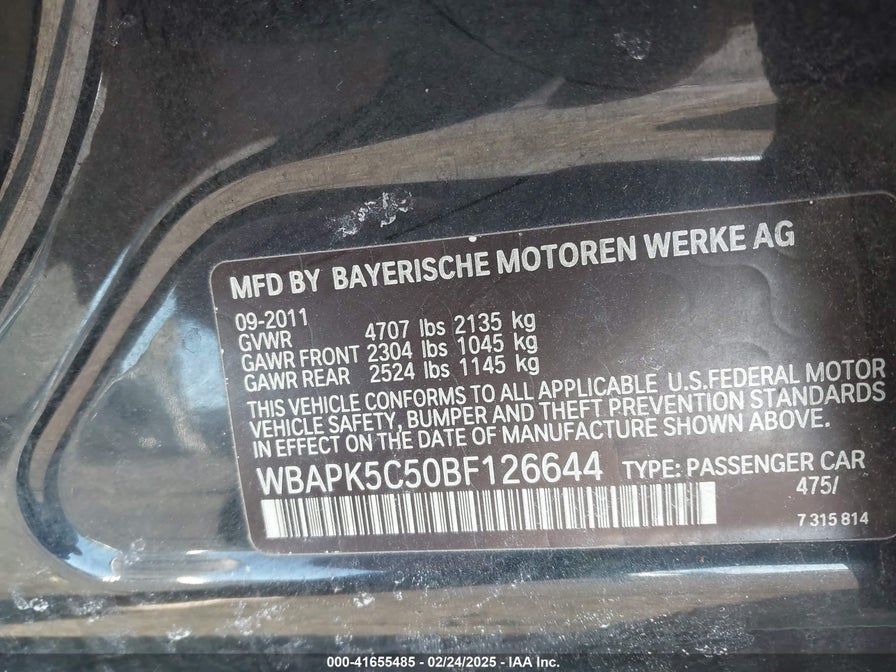 MFD BY BAYERISCHE MOTOREN WERKE AG
09-2011
GVWR 4707 lbs 2135 kg
GAWR FRONT 2304 lbs 1045 kg
GAWR REAR 2524 lbs 1145 kg
THIS VEHICLE CONFORMS TO ALL APPLICABLE U.S.FEDERAL MOTOR
VEHICLE SAFETY, BUMPER AND THEFT PREVENTION STANDARDS
IN EFFECT ON THE DATE OF MANUFACTURE SHOWN ABOVE.
WBAPK5C50BF126644 TYPE: PASSENGER CAR
475/
7 315 814
000-41655485 - 02/24/2025 - IAA Inc.